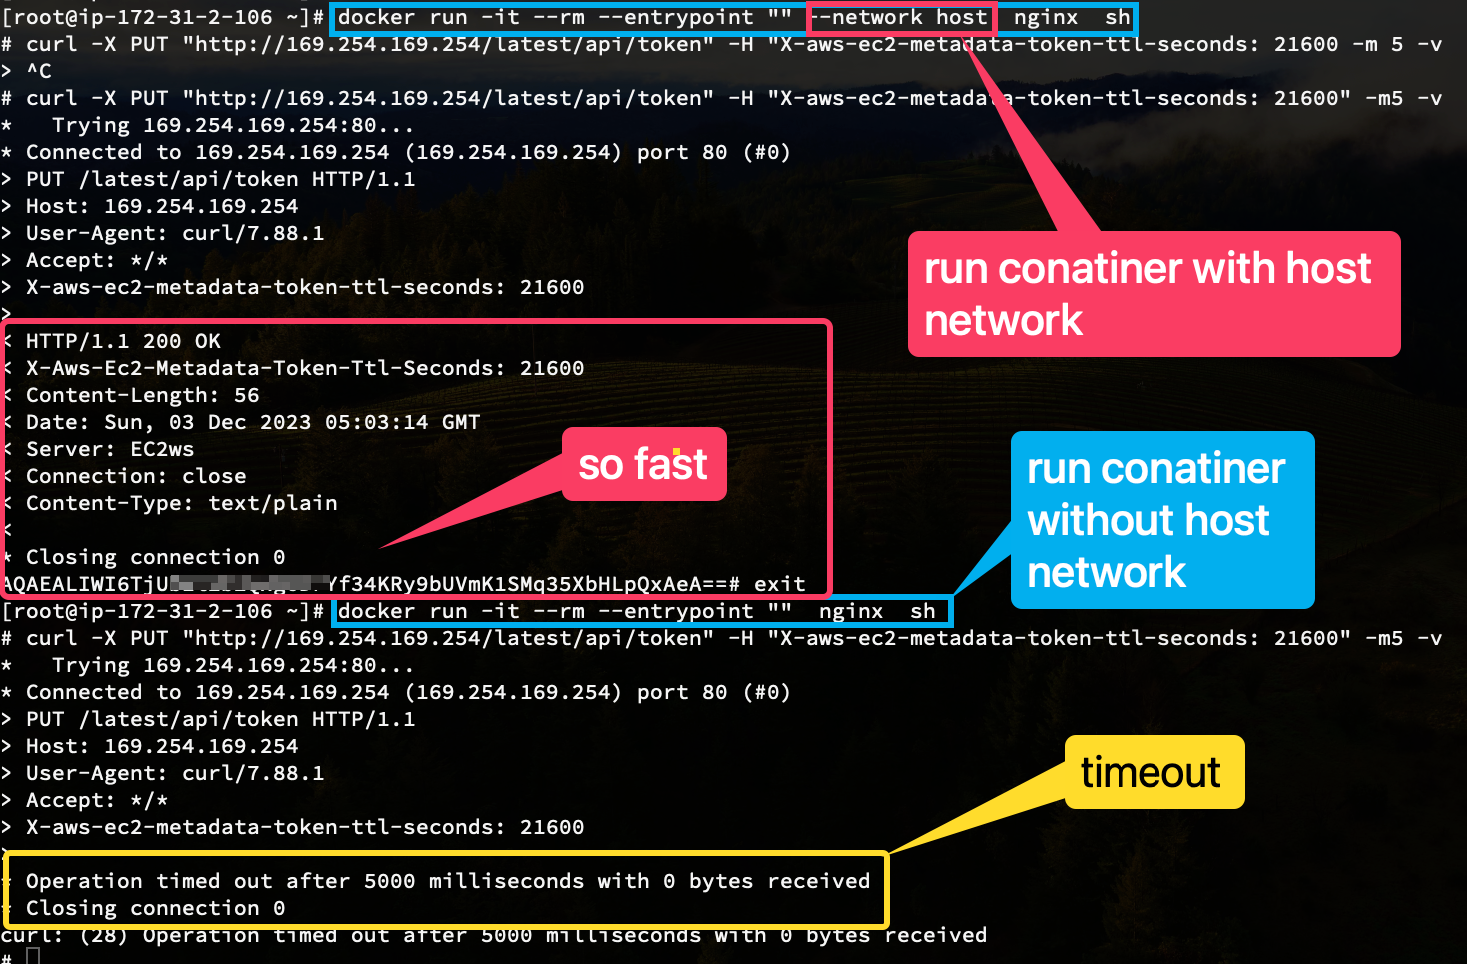 [root@ip-172-31-2-106 ~]# docker run -it --rm --entrypoint "" --network host  nginx  sh
# curl -X PUT "http://169.254.169.254/latest/api/token" -H "X-aws-ec2-metadata-token-ttl-seconds: 21600 -m 5 -v
> ^C
# curl -X PUT "http://169.254.169.254/latest/api/token" -H "X-aws-ec2-metadata-token-ttl-seconds: 21600" -m5 -v
*   Trying 169.254.169.254:80...
* Connected to 169.254.169.254 (169.254.169.254) port 80 (#0)
> PUT /latest/api/token HTTP/1.1
> Host: 169.254.169.254
> User-Agent: curl/7.88.1
> Accept: */*
> X-aws-ec2-metadata-token-ttl-seconds: 21600
>
run conatiner with host
network
< HTTP/1.1 200 OK
< X-Aws-Ec2-Metadata-Token-Ttl-Seconds: 21600
< Content-Length: 56
< Date: Sun, 03 Dec 2023 05:03:14 GMT
< Server: EC2ws
< Connection: close
< Content-Type: text/plain
<
so fast
* Closing connection 0
AQAEALIWI6TjU Yf34KRy9bUVmK1SMq35XbHLpQxAeA==# exit
run conatiner
without host
network
[root@ip-172-31-2-106 ~]# docker run -it --rm --entrypoint ""  nginx  sh
# curl -X PUT "http://169.254.169.254/latest/api/token" -H "X-aws-ec2-metadata-token-ttl-seconds: 21600" -m5 -v
*   Trying 169.254.169.254:80...
* Connected to 169.254.169.254 (169.254.169.254) port 80 (#0)
> PUT /latest/api/token HTTP/1.1
> Host: 169.254.169.254
> User-Agent: curl/7.88.1
> Accept: */*
> X-aws-ec2-metadata-token-ttl-seconds: 21600
>
timeout
* Operation timed out after 5000 milliseconds with 0 bytes received
* Closing connection 0
curl: (28) Operation timed out after 5000 milliseconds with 0 bytes received
#